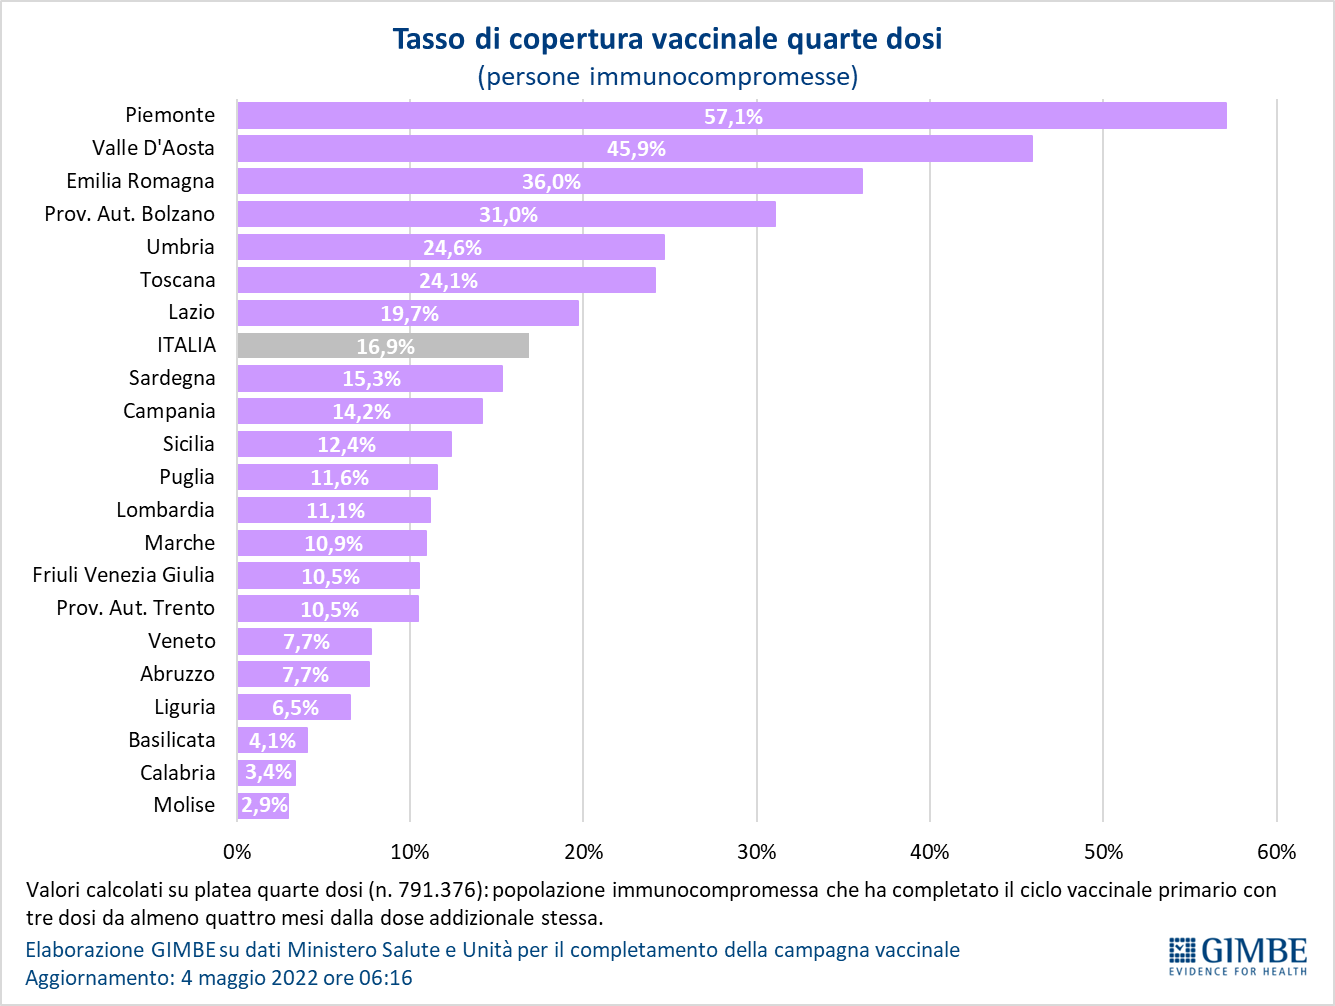 Tasso di copertura vaccinale quarte dosi
(persone immunocompromesse)
Piemonte 57,1%
Valle D'Aosta 45,9%
Emilia Romagna 36,0%
Prov. Aut. Bolzano 31,0%
Umbria 24,6%
Toscana 24,1%
Lazio 19,7%
ITALIA 16,9%
Sardegna 15,3%
Campania 14,2%
Sicilia 12,4%
Puglia 11,6%
Lombardia 11,1%
Marche 10,9%
Friuli Venezia Giulia 10,5%
Prov. Aut. Trento 10,5%
Veneto 7,7%
Abruzzo 7,7%
Liguria 6,5%
Basilicata 4,1%
Calabria 3,4%
Molise 2,9%
0% 10% 20% 30% 40% 50% 60%
Valori calcolati su platea quarte dosi (n. 791.376): popolazione immunocompromessa che ha completato il ciclo vaccinale primario con
tre dosi da almeno quattro mesi dalla dose addizionale stessa.
Elaborazione GIMBE su dati Ministero Salute e Unità per il completamento della campagna vaccinale
Aggiornamento: 4 maggio 2022 ore 06:16
GIMBE
EVIDENCE FOR HEALTH